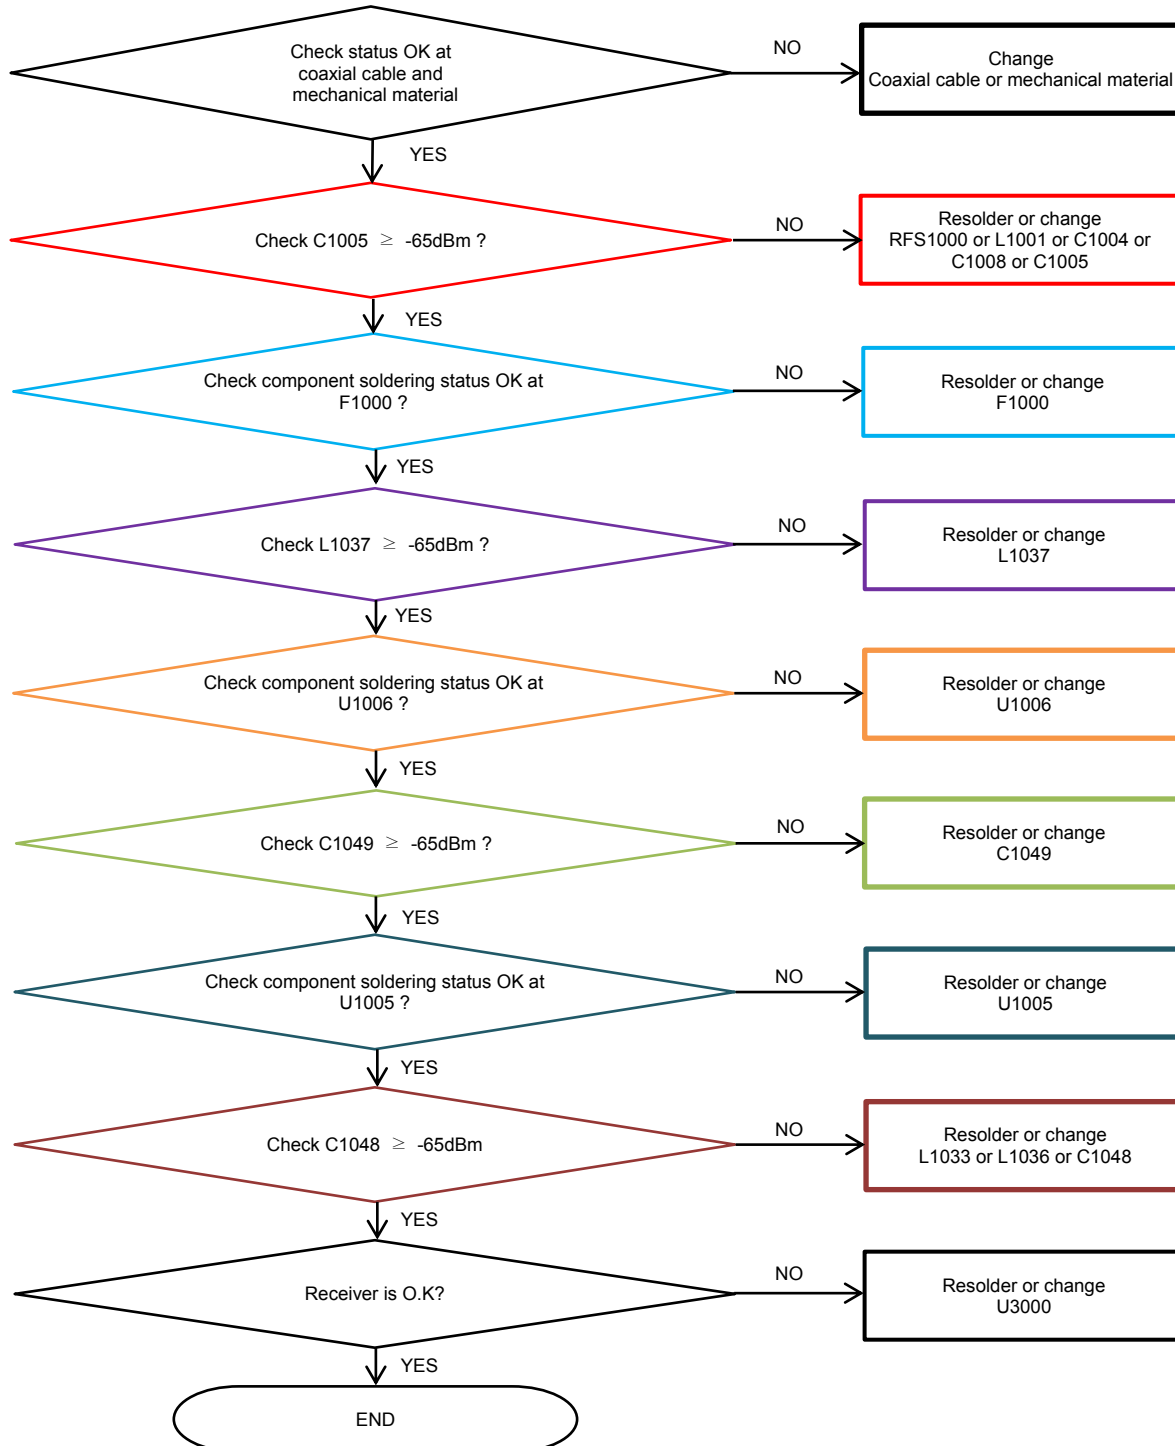 Check status OK at
coaxial cable and
mechanical material
NO
Change
Coaxial cable or mechanical material
YES
Check C1005 ≥ -65dBm ?
NO
Resolder or change
RFS1000 or L1001 or C1004 or
C1008 or C1005
YES
Check component soldering status OK at
F1000 ?
NO
Resolder or change
F1000
YES
Check L1037 ≥ -65dBm ?
NO
Resolder or change
L1037
YES
Check component soldering status OK at
U1006 ?
NO
Resolder or change
U1006
YES
Check C1049 ≥ -65dBm ?
NO
Resolder or change
C1049
YES
Check component soldering status OK at
U1005 ?
NO
Resolder or change
U1005
YES
Check C1048 ≥ -65dBm
NO
Resolder or change
L1033 or L1036 or C1048
YES
Receiver is O.K?
NO
Resolder or change
U3000
YES
END